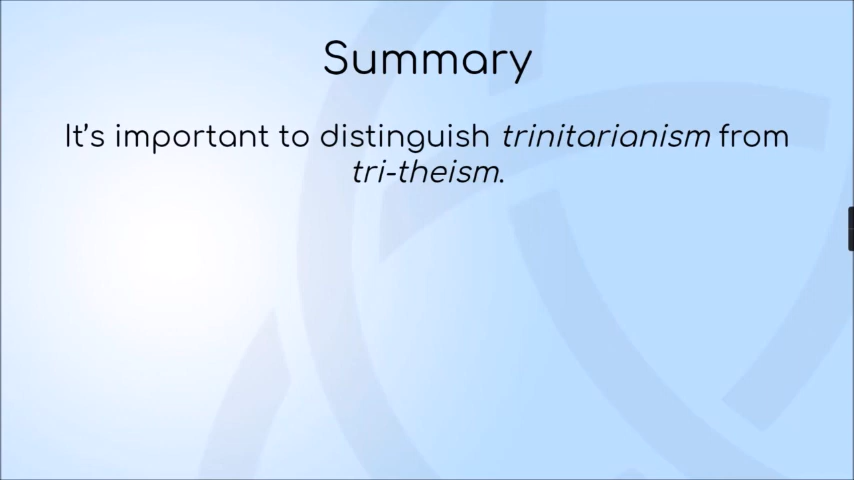 Summary
It's important to distinguish trinitarianism from
tri-theism.